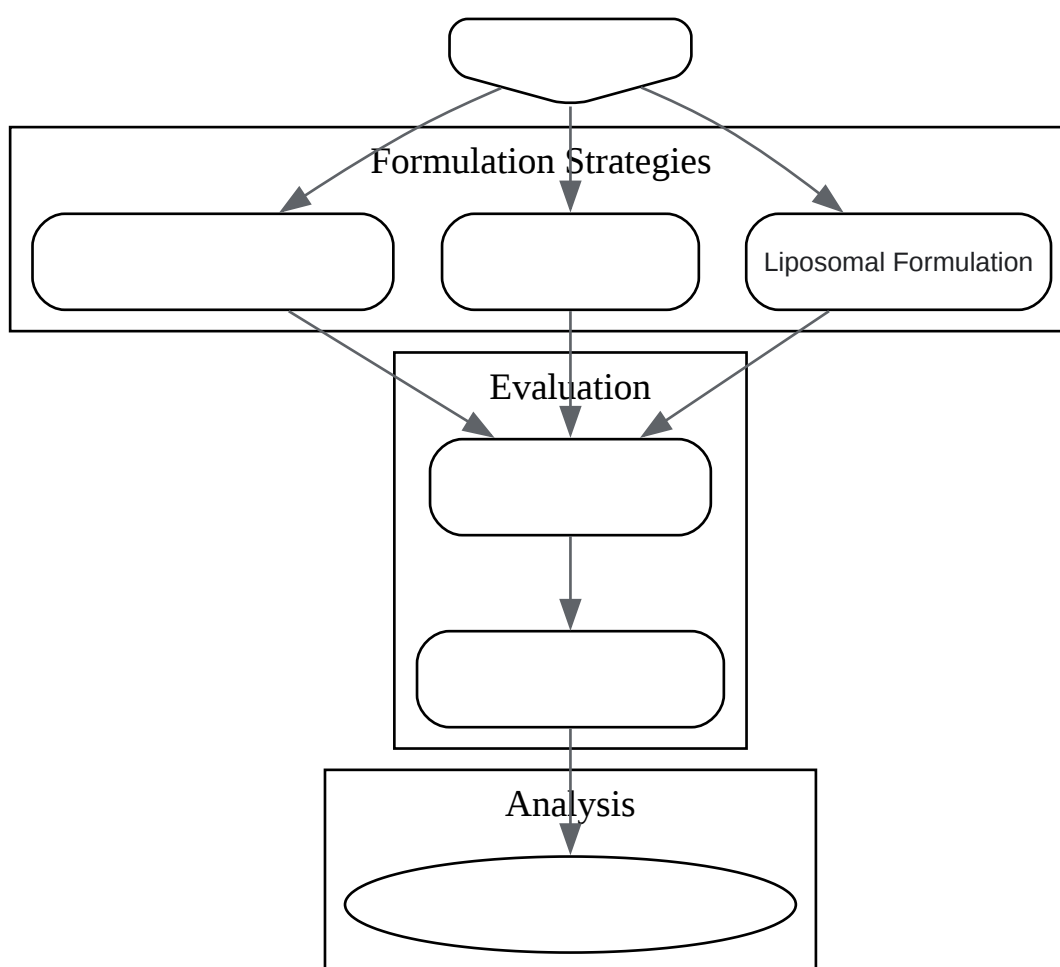 Formulation Strategies
Liposomal Formulation
Evaluation
Analysis